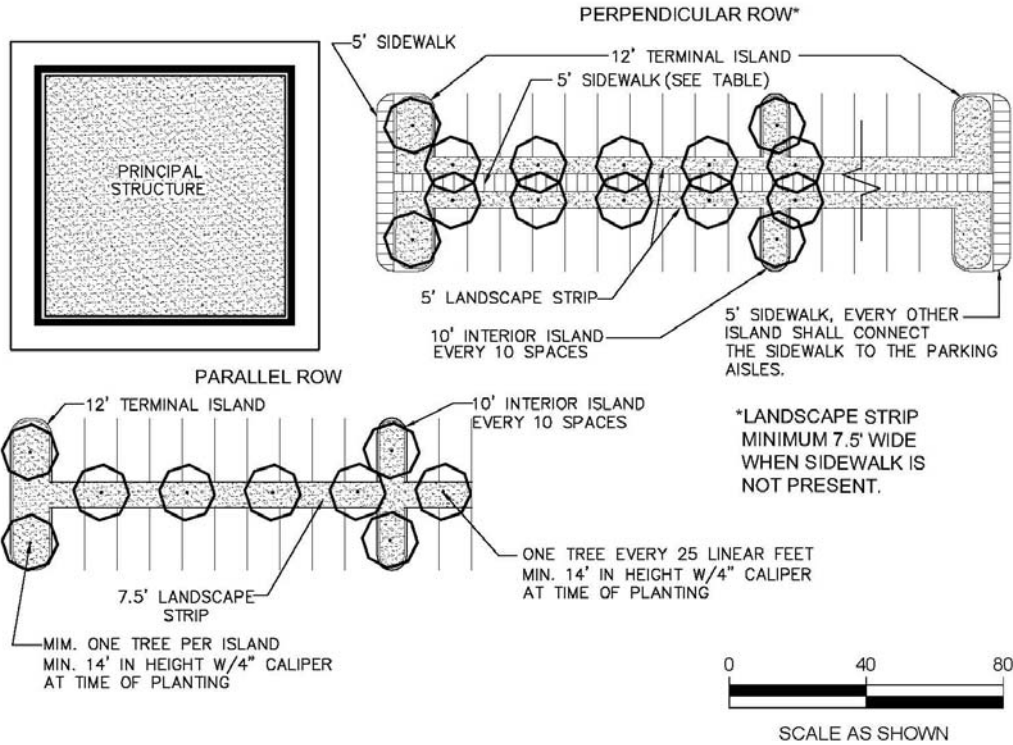 PERPENDICULAR ROW*
5' SIDEWALK
12' TERMINAL ISLAND
5' SIDEWALK (SEE TABLE)
PRINCIPAL
STRUCTURE
5' LANDSCAPE STRIP
10' INTERIOR ISLAND
EVERY 10 SPACES
5' SIDEWALK, EVERY OTHER
ISLAND SHALL CONNECT
THE SIDEWALK TO THE PARKING
AISLES.
PARALLEL ROW
12' TERMINAL ISLAND
10' INTERIOR ISLAND
EVERY 10 SPACES
*LANDSCAPE STRIP
MINIMUM 7.5' WIDE
WHEN SIDEWALK IS
NOT PRESENT.
ONE TREE EVERY 25 LINEAR FEET
MIN. 14' IN HEIGHT W/4" CALIPER
AT TIME OF PLANTING
7.5' LANDSCAPE
STRIP
MIM. ONE TREE PER ISLAND
MIN. 14' IN HEIGHT W/4" CALIPER
AT TIME OF PLANTING
0 40 80
SCALE AS SHOWN